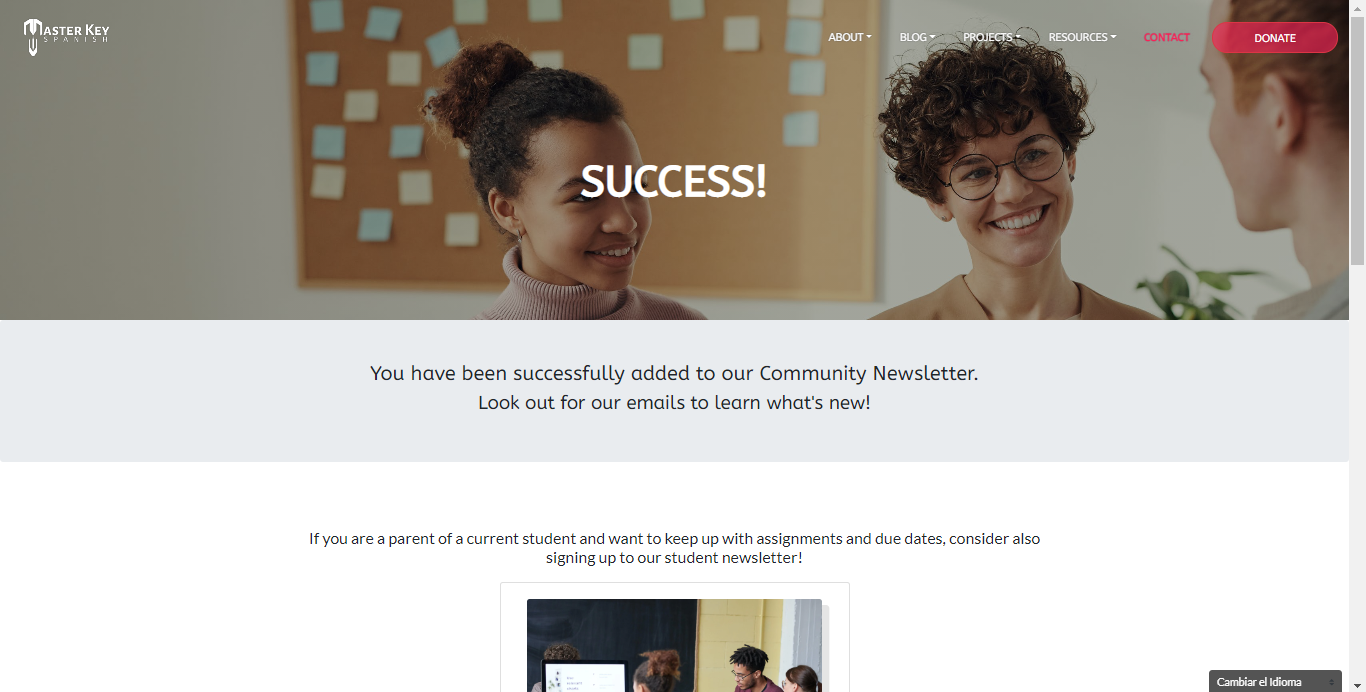 MASTER KEY
SPANISH
ABOUT
BLOG
PROJECTS
RESOURCES
CONTACT
DONATE
SUCCESS!
You have been successfully added to our Community Newsletter.
Look out for our emails to learn what's new!
If you are a parent of a current student and want to keep up with assignments and due dates, consider also
signing up to our student newsletter!
Cambiar el Idioma